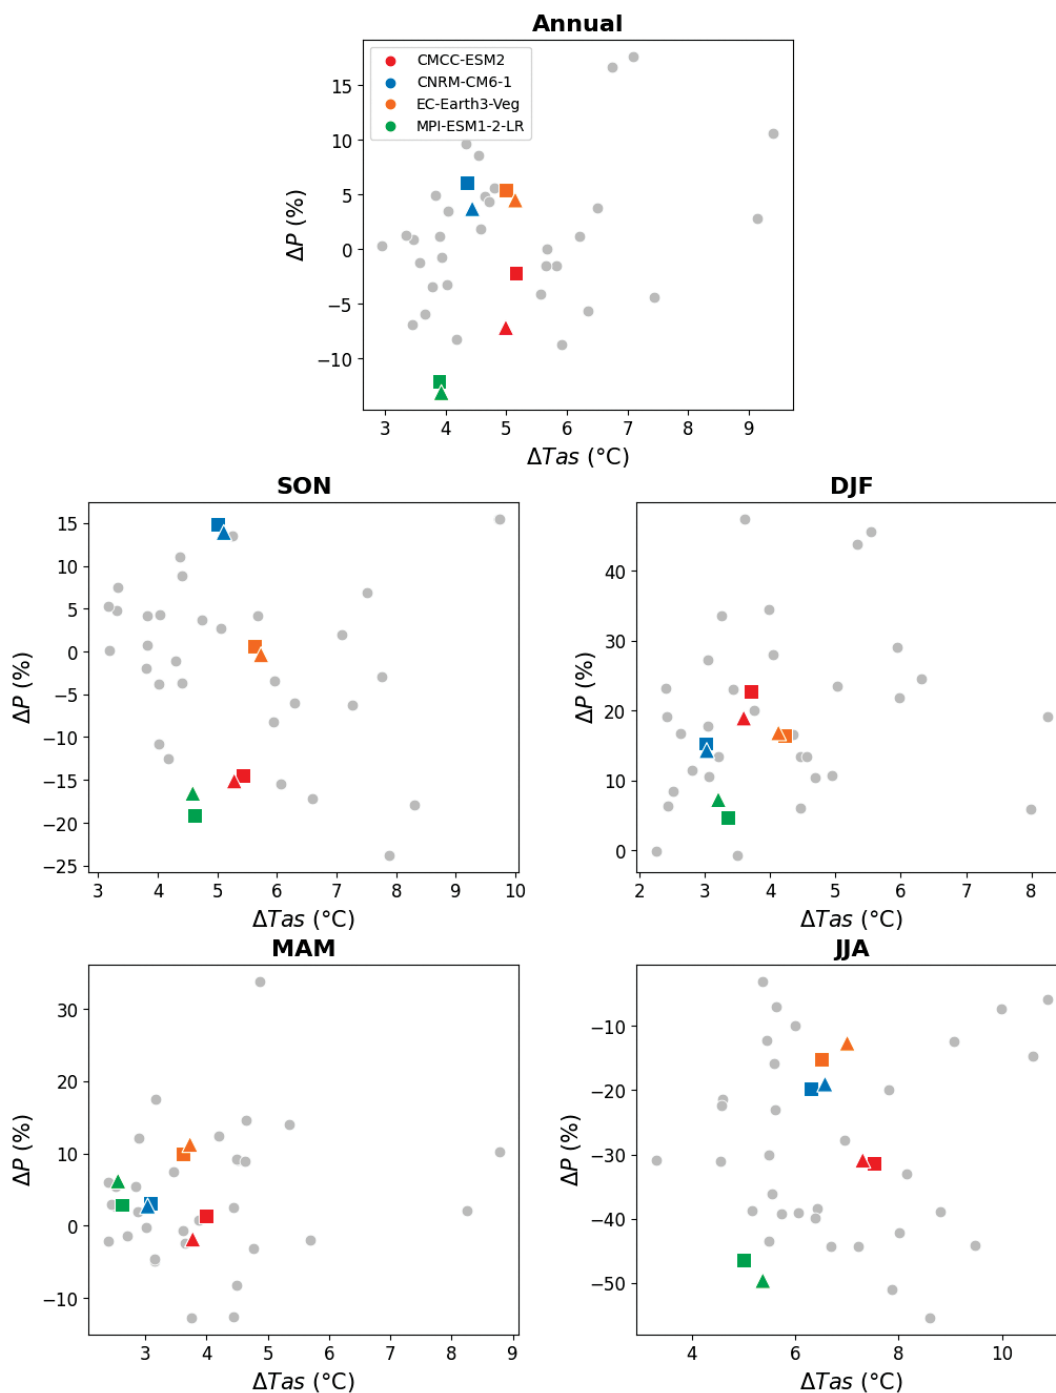 Annual
CMCC-ESM2
CNRM-CM6-1
EC-Earth3-Veg
MPI-ESM1-2-LR
15
10
5
0
−5
−10
ΔP (%)
3 4 5 6 7 8 9
ΔTas (°C)
SON
15
10
5
0
−5
−10
−15
−20
−25
ΔP (%)
3 4 5 6 7 8 9 10
ΔTas (°C)
DJF
40
30
20
10
0
ΔP (%)
2 3 4 5 6 7 8
ΔTas (°C)
MAM
30
20
10
0
−10
ΔP (%)
3 4 5 6 7 8 9
ΔTas (°C)
JJA
−10
−20
−30
−40
−50
ΔP (%)
4 6 8 10
ΔTas (°C)